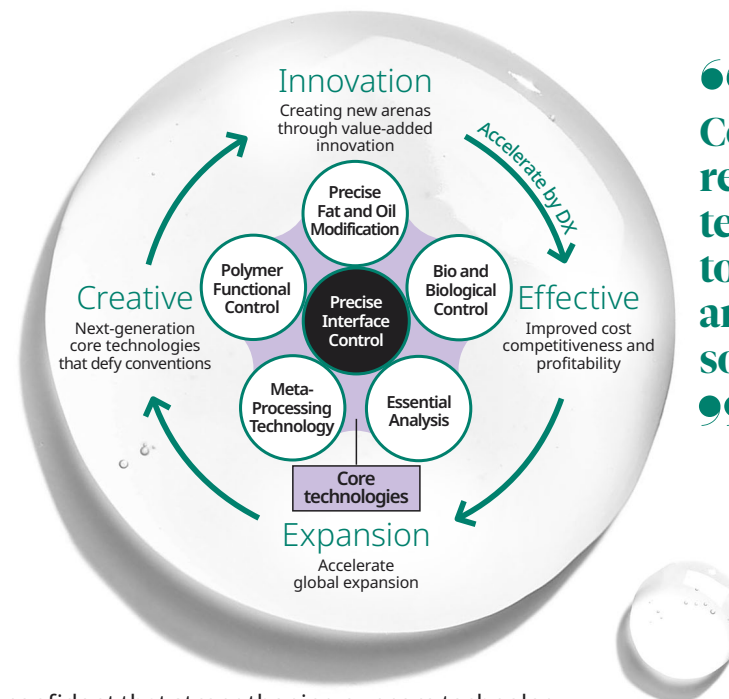 Innovation
Creating new arenas
through value-added
innovation
Accelerate by DX
Precise
Fat and Oil
Modification
Polymer
Functional
Control
Bio and
Biological
Control
Precise
Interface
Control
Creative
Next-generation
core technologies
that defy conventions
Effective
Improved cost
competitiveness and
profitability
Meta-
Processing
Technology
Essential
Analysis
Core
technologies
Expansion
Accelerate
global expansion